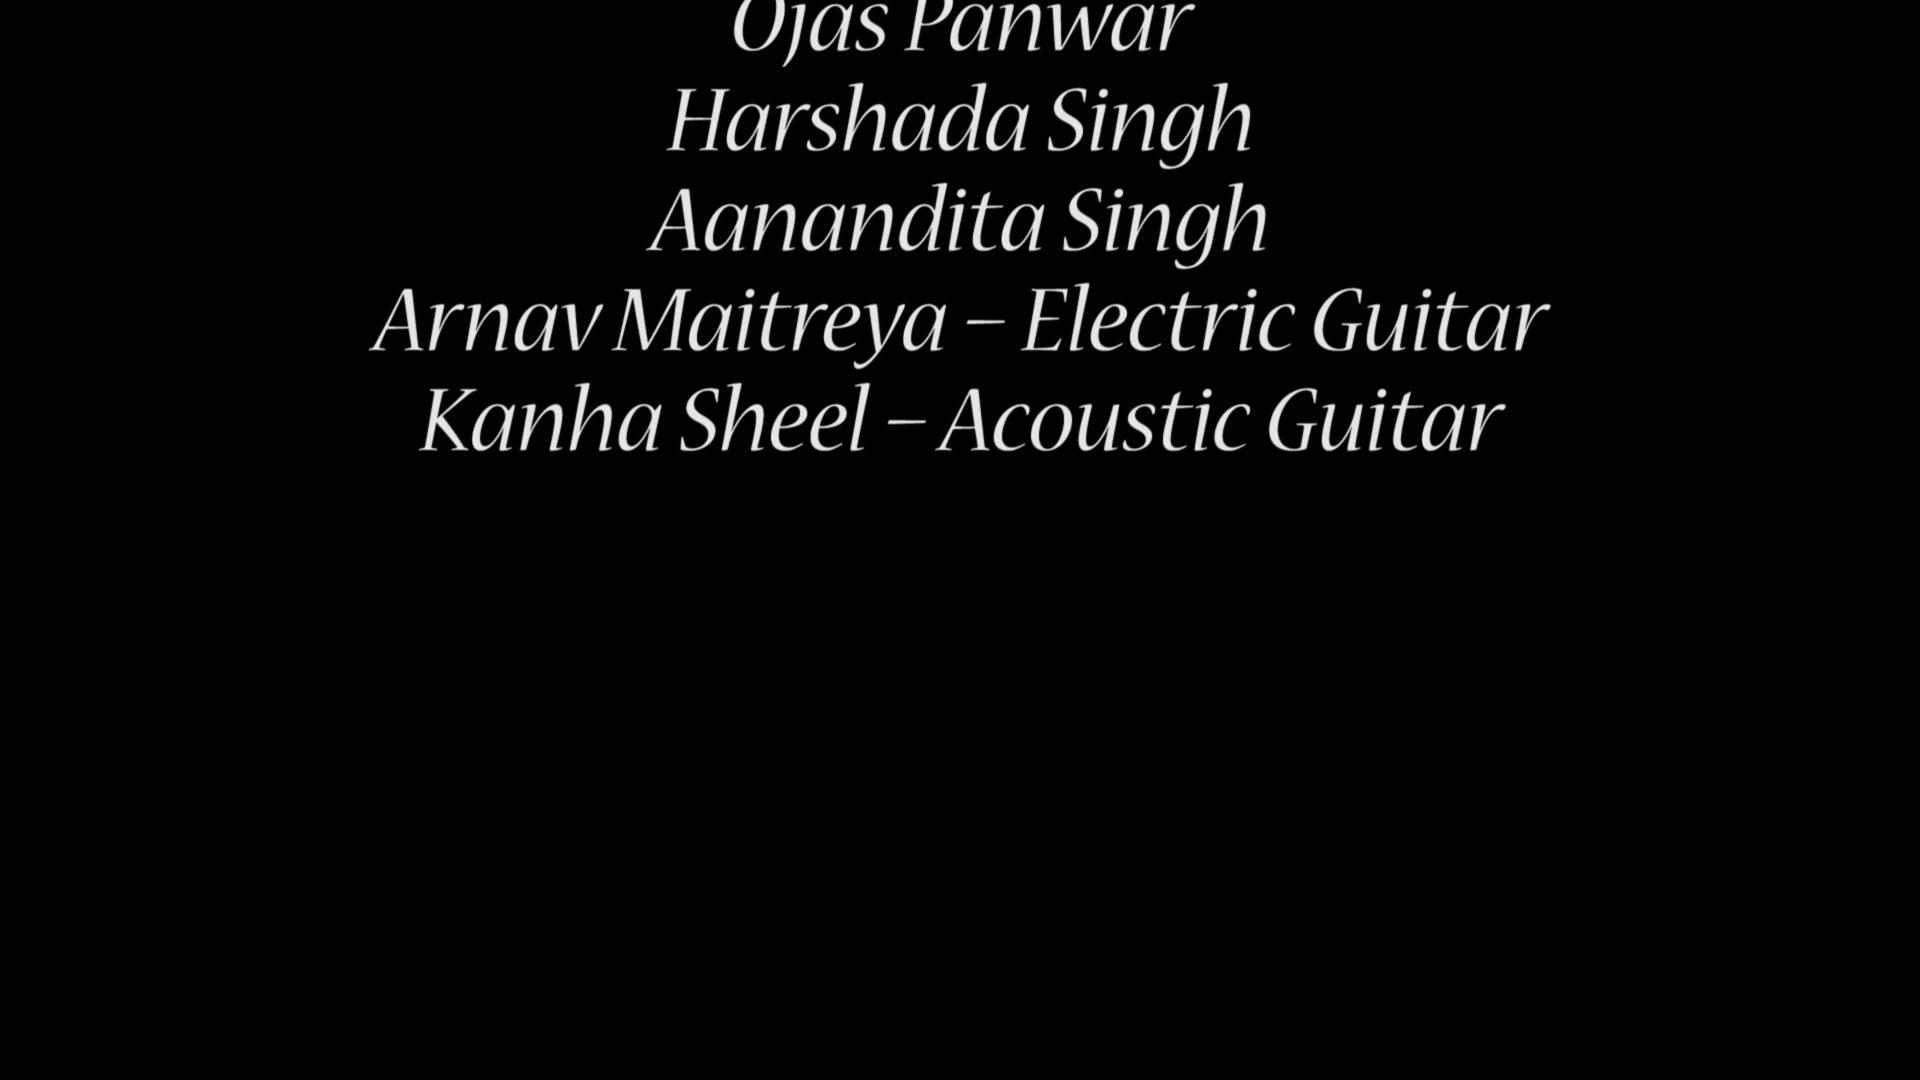 Ojas Panwar
Harshada Singh
Aanandita Singh
Arnav Maitreya – Electric Guitar
Kanha Sheel – Acoustic Guitar